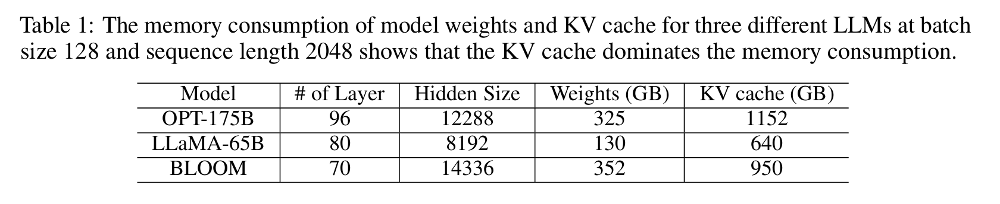 Table 1: The memory consumption of model weights and KV cache for three different LLMs at batch
size 128 and sequence length 2048 shows that the KV cache dominates the memory consumption.
Model # of Layer Hidden Size Weights (GB) KV cache (GB)
OPT-175B 96 12288 325 1152
LLaMA-65B 80 8192 130 640
BLOOM 70 14336 352 950